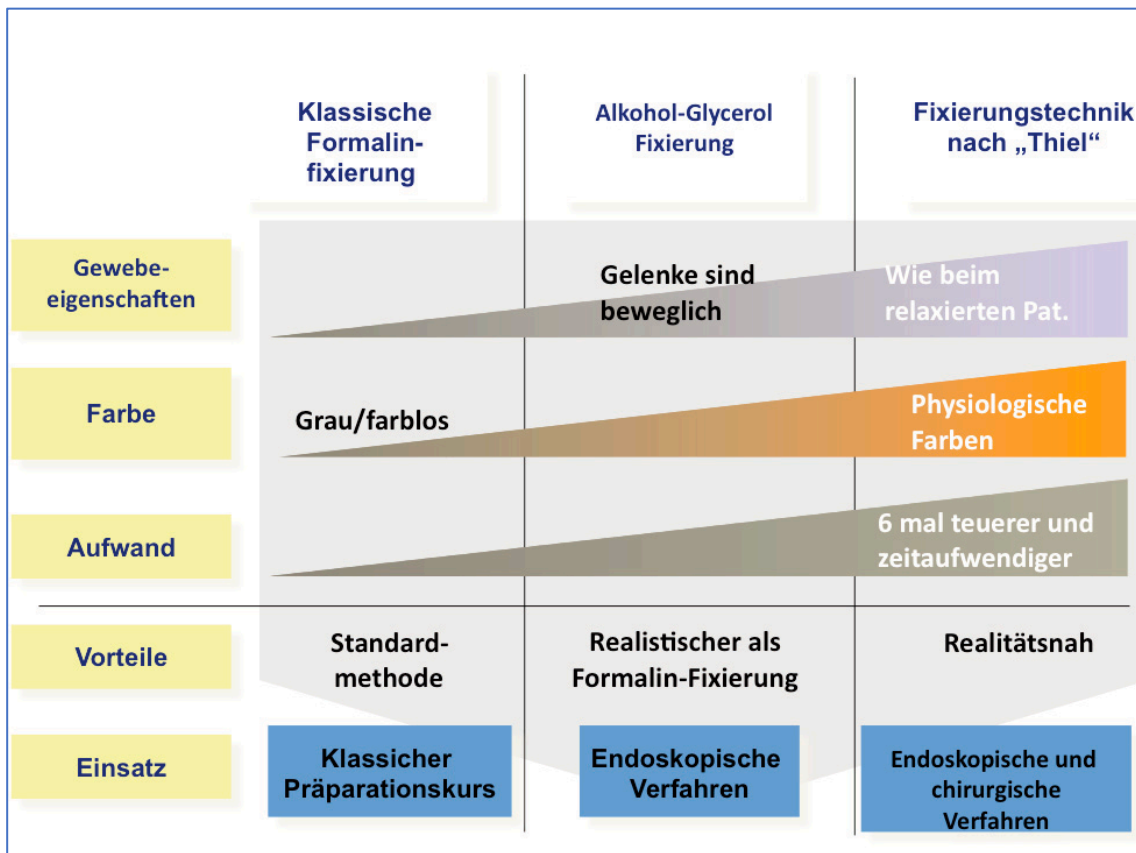 Klassische
Formalin-
fixierung
Alkohol-Glycerol
Fixierung
Fixierungstechnik
nach „Thiel“
Gewebe-
eigenschaften
Gelenke sind
beweglich
Wie beim
relaxierten Pat.
Farbe
Grau/farblos
Physiologische
Farben
Aufwand
6 mal teuerer und
zeitaufwendiger
Vorteile
Standard-
methode
Realistischer als
Formalin-Fixierung
Realitätsnah
Einsatz
Klassicher
Präparationskurs
Endoskopische
Verfahren
Endoskopische und
chirurgische
Verfahren